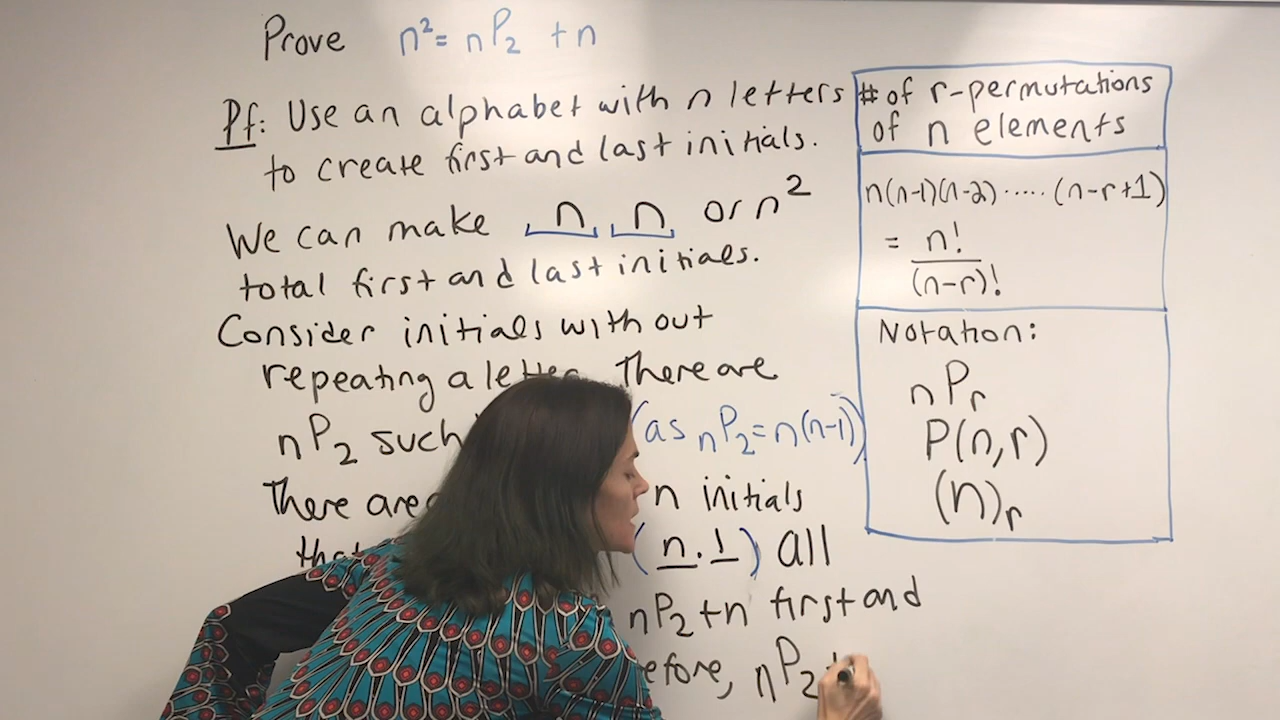 Prove n²= nP₂ +n
Pf: Use an alphabet with n letters
to create first and last initials.
We can make n n or n²
total first and last initials.
Consider initials without
repeating a letter There are
nP₂ such (as nP₂=n(n-1))
There are n initials
(n.1) all
nP₂+n first and
nP₂
# of r-permutations
of n elements
n(n-1)(n-2)·····(n-r+1)
= n!
(n-r)!
Notation:
nPr
P(n,r)
(n)r